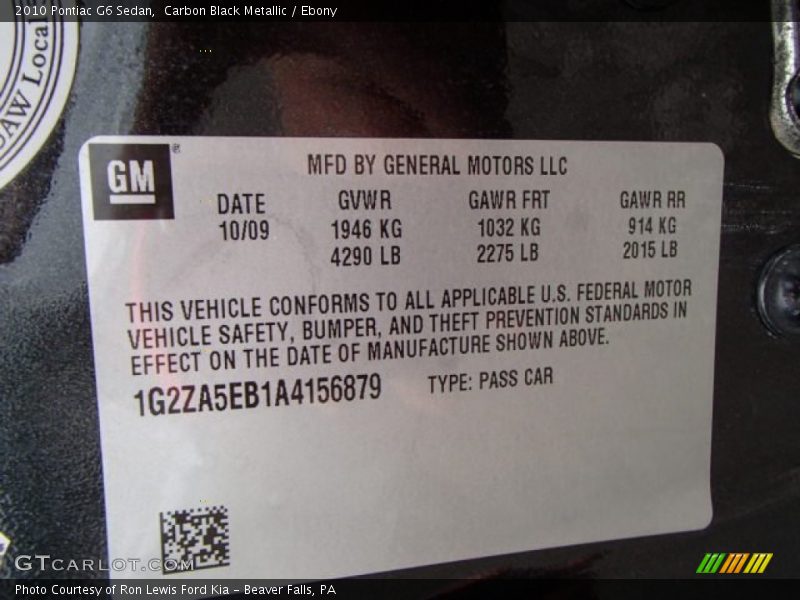 2010 Pontiac G6 Sedan, Carbon Black Metallic / Ebony
UAW Local
GM ®
MFD BY GENERAL MOTORS LLC
DATE GVWR GAWR FRT GAWR RR
10/09 1946 KG 1032 KG 914 KG
4290 LB 2275 LB 2015 LB
THIS VEHICLE CONFORMS TO ALL APPLICABLE U.S. FEDERAL MOTOR
VEHICLE SAFETY, BUMPER, AND THEFT PREVENTION STANDARDS IN
EFFECT ON THE DATE OF MANUFACTURE SHOWN ABOVE.
1G2ZA5EB1A4156879 TYPE: PASS CAR
GTCARLOT.COM
Photo Courtesy of Ron Lewis Ford Kia - Beaver Falls, PA